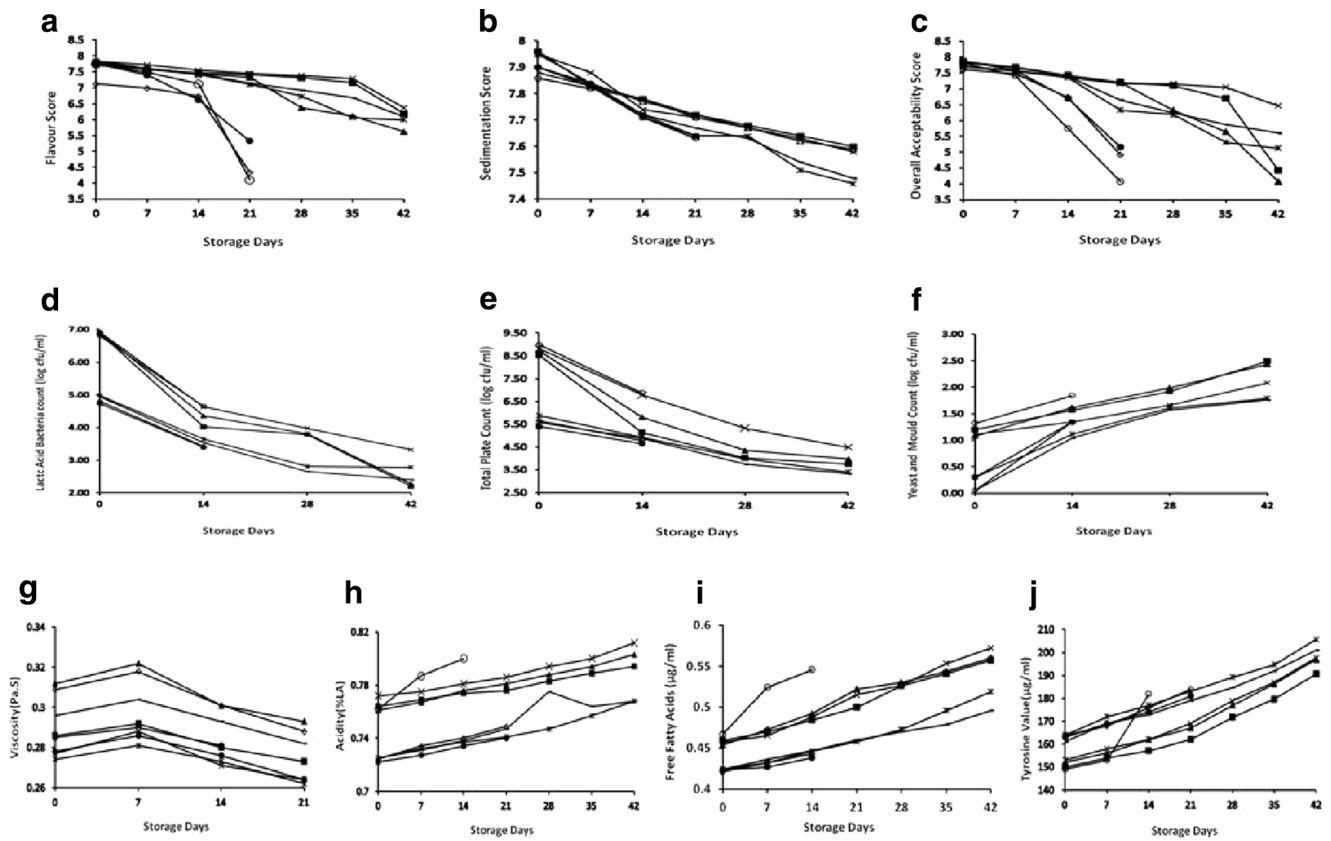 a
8.5
8
7.5
7
6.5
6
5.5
5
4.5
4
3.5
Flavour Score
0 7 14 21 28 35 42
Storage Days
b
8
7.9
7.8
7.7
7.6
7.5
7.4
Sedimentation Score
0 7 14 21 28 35 42
Storage Days
c
8.5
8
7.5
7
6.5
6
5.5
5
4.5
4
3.5
Overall Acceptability Score
0 7 14 21 28 35 42
Storage Days
d
7.00
6.00
5.00
4.00
3.00
2.00
Lactc Acid Bacteria count (log cfu/ml)
0 14 28 42
Storage Days
e
9.50
8.50
7.50
6.50
5.50
4.50
3.50
2.50
Total Plate Count (log cfu/ml)
0 14 28 42
Storage Days
f
3.00
2.50
2.00
1.50
1.00
0.50
0.00
Yeast and Mould Count (log cfu/ml)
0 14 28 42
Storage Days
g
0.34
0.32
0.3
0.28
0.26
Viscosity(Pa.S)
0 7 14 21
Storage Days
h
0.82
0.78
0.74
0.7
Acidity(%LA)
0 7 14 21 28 35 42
Storage Days
i
0.6
0.55
0.5
0.45
0.4
Free Fatty Acids (µg/ml)
0 7 14 21 28 35 42
Storage Days
j
210
200
190
180
170
160
150
140
Tyrosine Value(µg/ml)
0 7 14 21 28 35 42
Storage Days